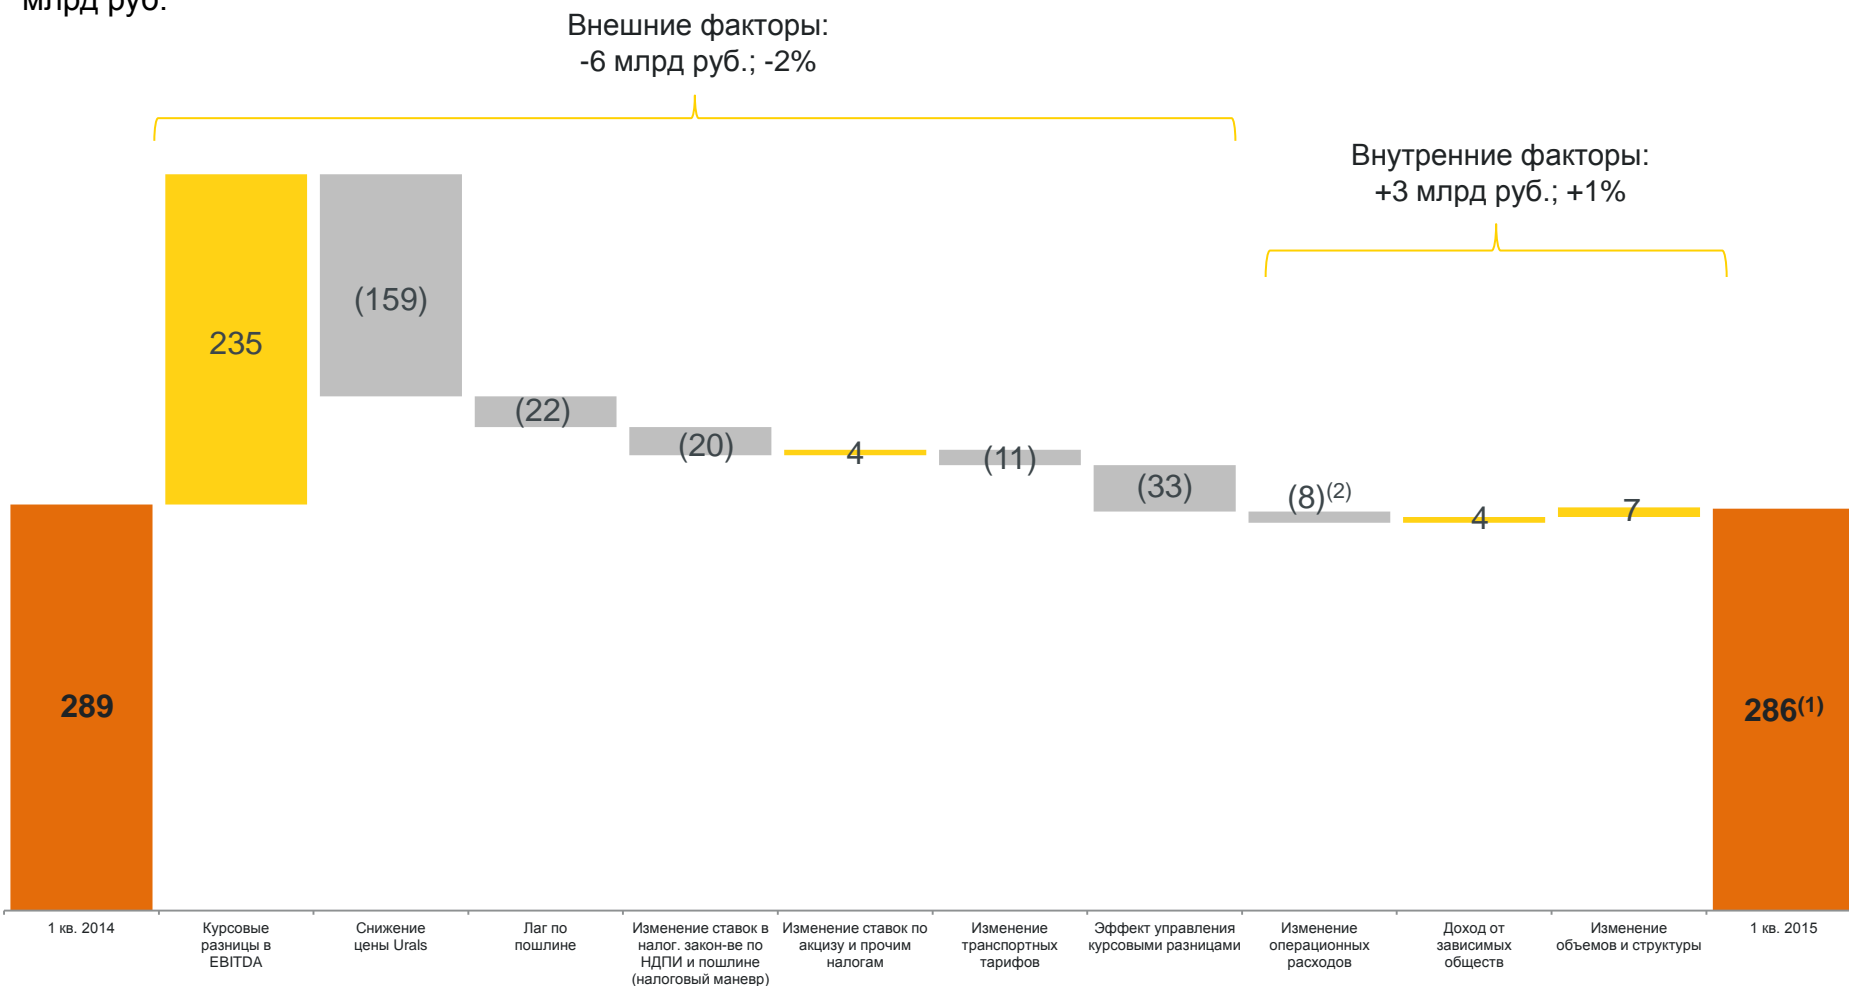 млрд руб.
Внешние факторы:
-6 млрд руб.; -2%
Внутренние факторы:
+3 млрд руб.; +1%
235
(159)
(22)
(20)
4
(11)
(33)
(8)(2)
4
7
289
286(1)
1 кв. 2014
Курсовые
разницы в
EBITDA
Снижение
цены Urals
Лаг по
пошлине
Изменение ставок в
налог. закон-ве по
НДПИ и пошлине
(налоговый маневр)
Изменение ставок по
акцизу и прочим
налогам
Изменение
транспортных
тарифов
Эффект управления
курсовыми разницами
Изменение
операционных
расходов
Доход от
зависимых
обществ
Изменение
объемов и структуры
1 кв. 2015